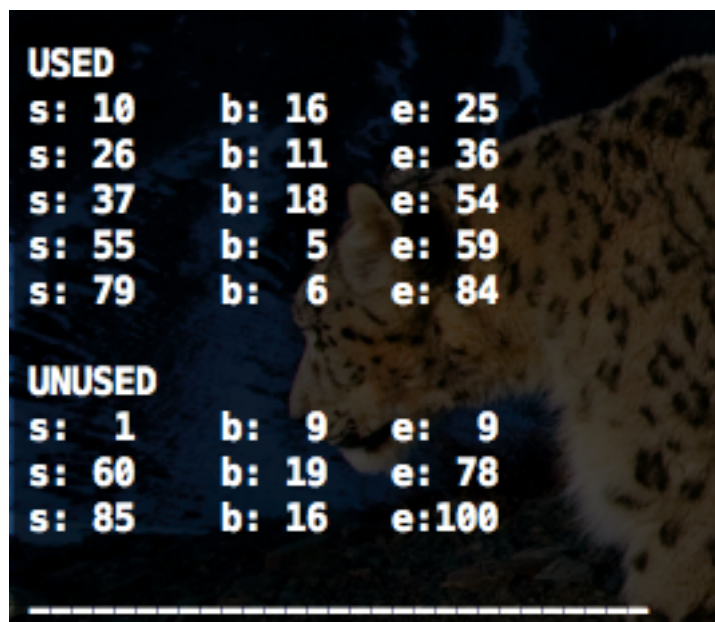 USED
s: 10    b: 16   e: 25
s: 26    b: 11   e: 36
s: 37    b: 18   e: 54
s: 55    b:  5   e: 59
s: 79    b:  6   e: 84
UNUSED
s:  1    b:  9   e:  9
s: 60    b: 19   e: 78
s: 85    b: 16   e:100